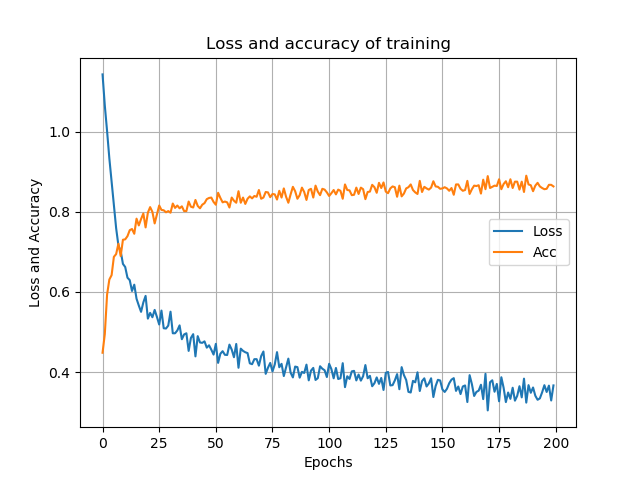 Loss and accuracy of training
Loss and Accuracy
1.0
0.8
0.6
0.4
Loss
Acc
0 25 50 75 100 125 150 175 200
Epochs